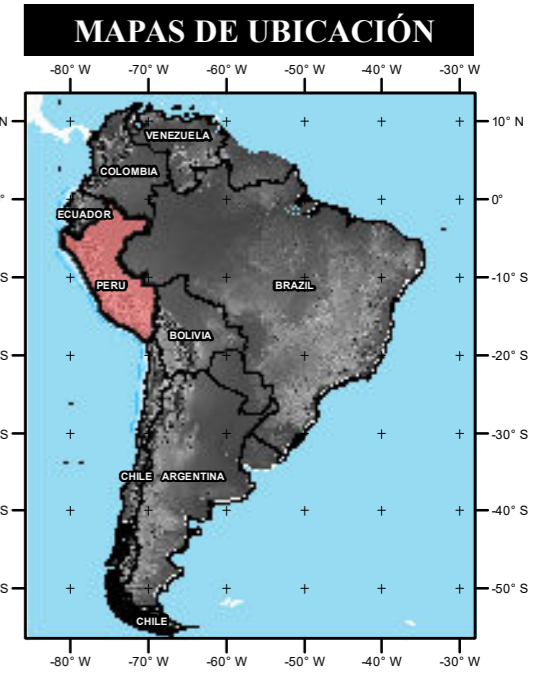 MAPAS DE UBICACIÓN
-80° W -70° W -60° W -50° W -40° W -30° W
N 10° N
VENEZUELA
COLOMBIA
° 0°
ECUADOR
S -10° S
PERU BRAZIL
BOLIVIA
S -20° S
S -30° S
CHILE ARGENTINA
S -40° S
S -50° S
CHILE
-80° W -70° W -60° W -50° W -40° W -30° W